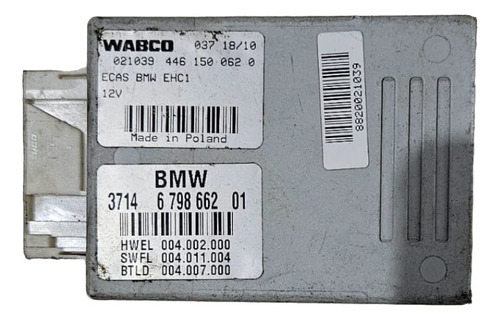 WABCO 037 18/10
021039 446 150 062 0
ECAS BMW EHC1
12V
Made in Poland
8820021039
BMW
3714 6 798 662 01
HWEL 004.002.000
SWFL 004.011.004
BTLD 004.007.000